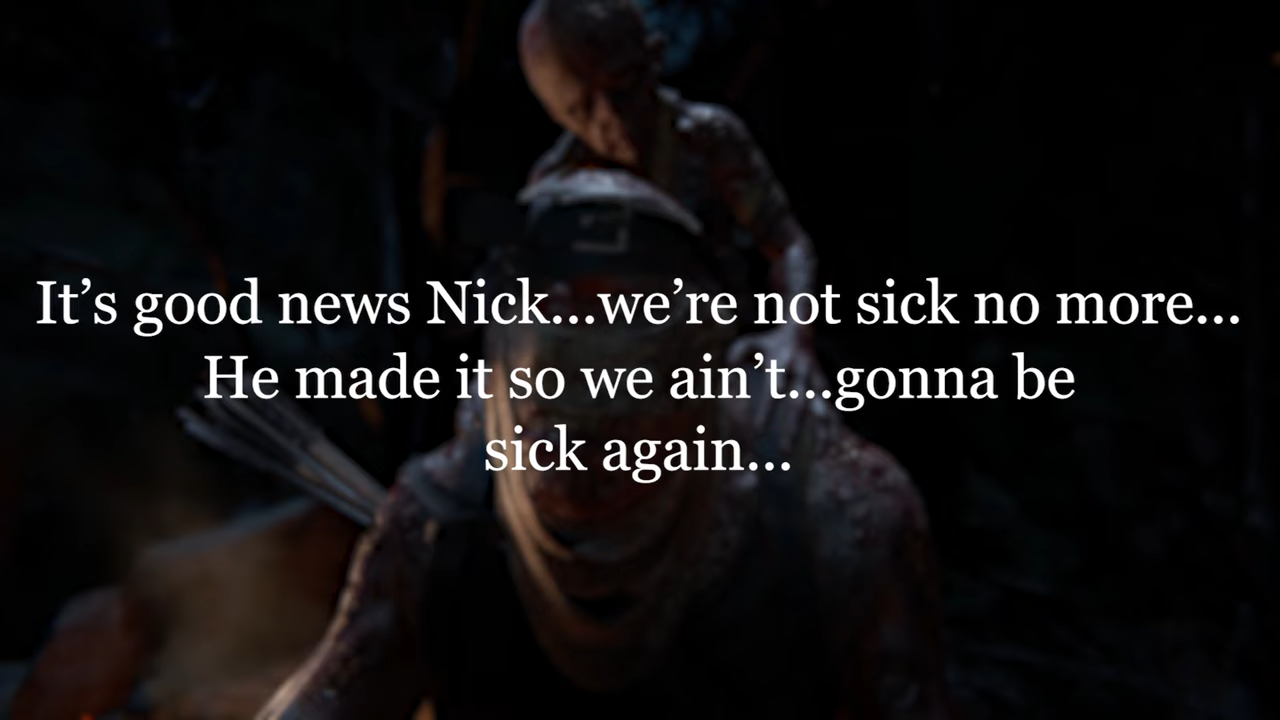 It’s good news Nick...we’re not sick no more...
He made it so we ain’t...gonna be
sick again...